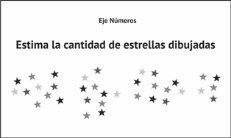 Eje Números
Estima la cantidad de estrellas dibujadas